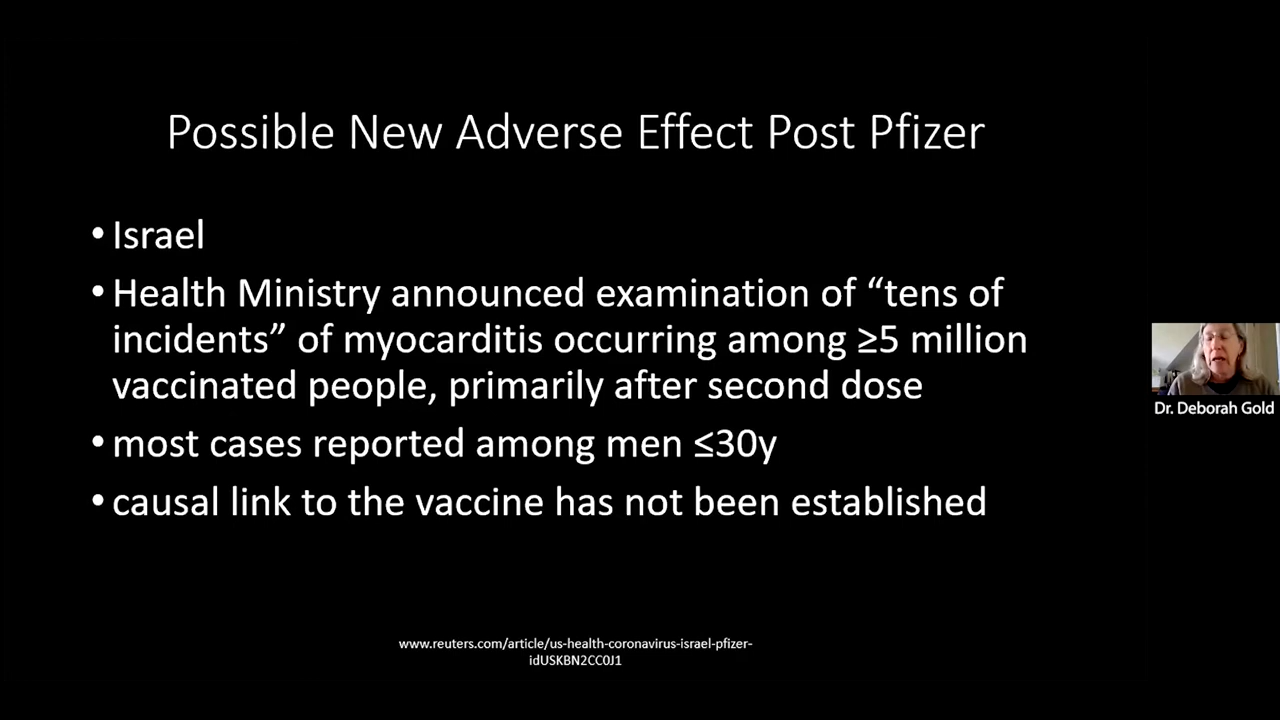 Possible New Adverse Effect Post Pfizer
• Israel
• Health Ministry announced examination of “tens of
incidents” of myocarditis occurring among ≥5 million
vaccinated people, primarily after second dose
• most cases reported among men ≤30y
• causal link to the vaccine has not been established
Dr. Deborah Gold
www.reuters.com/article/us-health-coronavirus-israel-pfizer-
idUSKBN2CC0J1